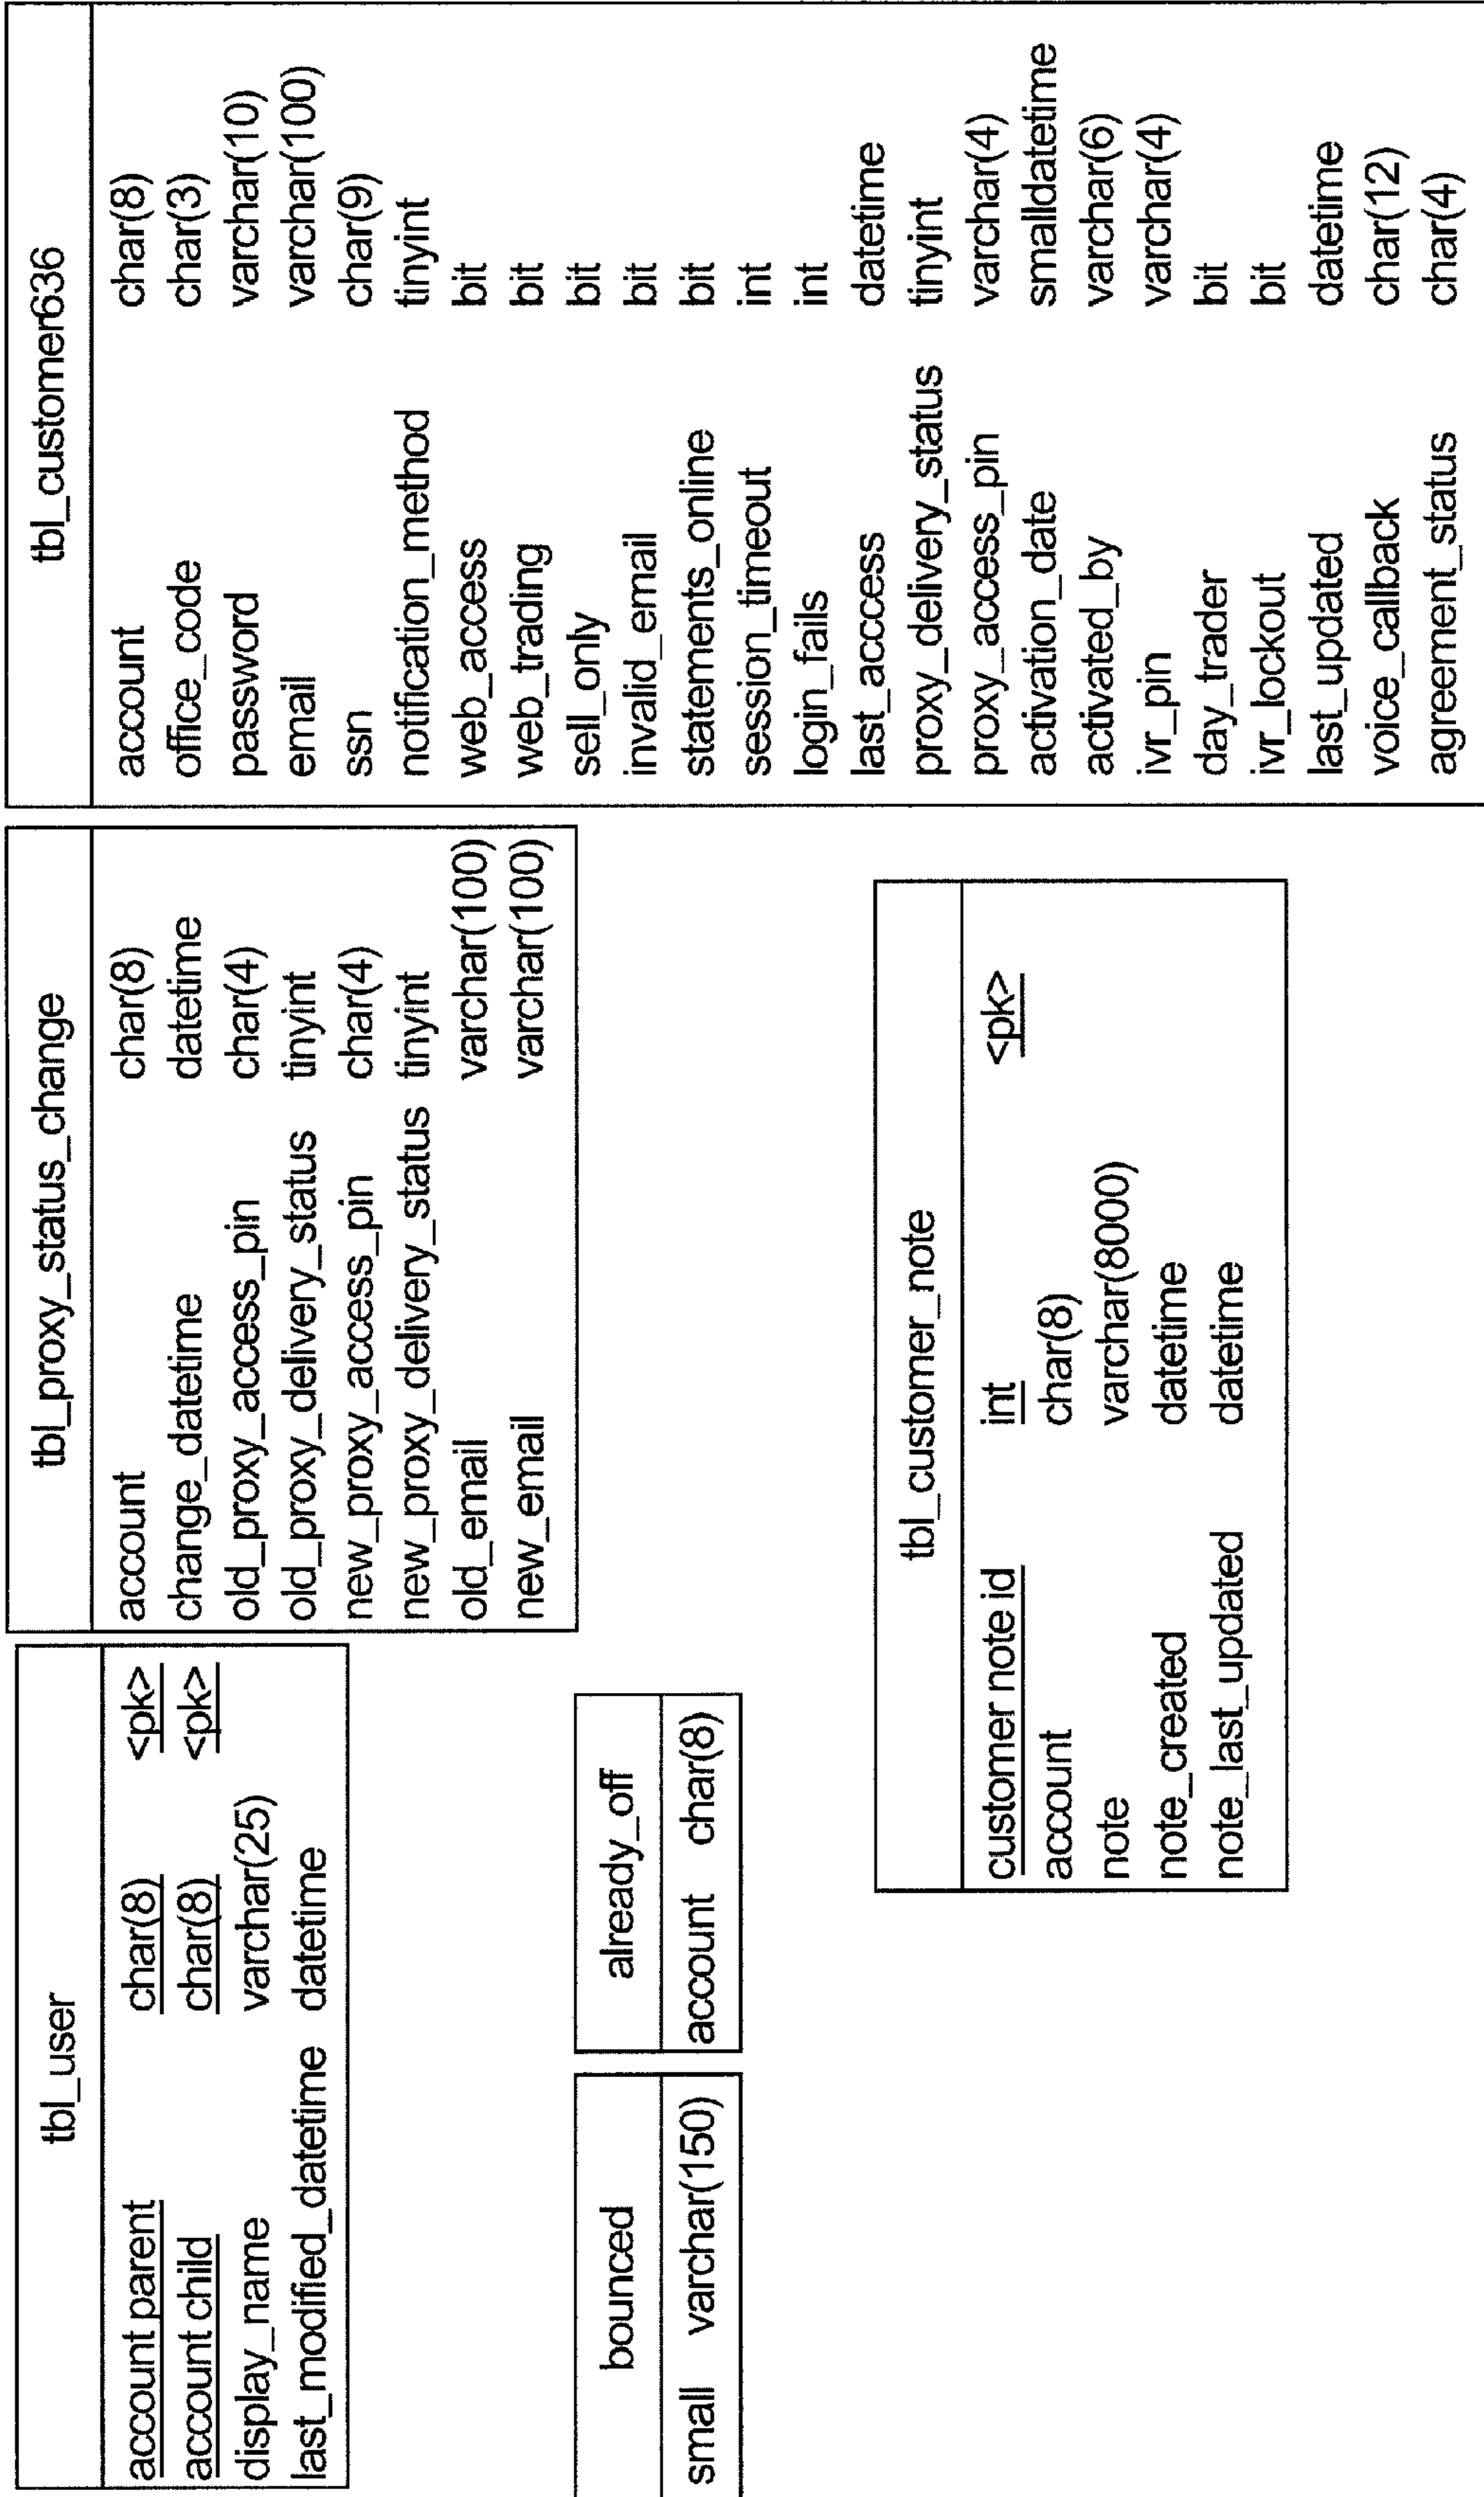 tbl_user
account parent char(8) <pk>
account child char(8) <pk>
display_name varchar(25)
last_modified_datetime datetime
tbl_proxy_status_change
account char(8)
change_datetime datetime
old_proxy_access_pin char(4)
old_proxy_delivery_status tinyint
new_proxy_access_pin char(4)
new_proxy_delivery_status tinyint
old_email varchar(100)
new_email varchar(100)
tbl_customer636
account char(8)
office_code char(3)
password varchar(10)
email varchar(100)
ssn char(9)
notification_method tinyint
web_access bit
web_trading bit
sell_only bit
invalid_email bit
statements_online bit
session_timeout int
login_fails int
last_acccess datetime
proxy_delivery_status tinyint
proxy_access_pin varchar(4)
activation_date smalldatetime
activated_by varchar(6)
ivr_pin varchar(4)
day_trader bit
ivr_lockout bit
last_updated datetime
voice_callback char(12)
agreement_status char(4)
bounced
small varchar(150)
already_off
account char(8)
tbl_customer_note
customer note id int <pk>
account char(8)
note varchar(8000)
note_created datetime
note_last_updated datetime